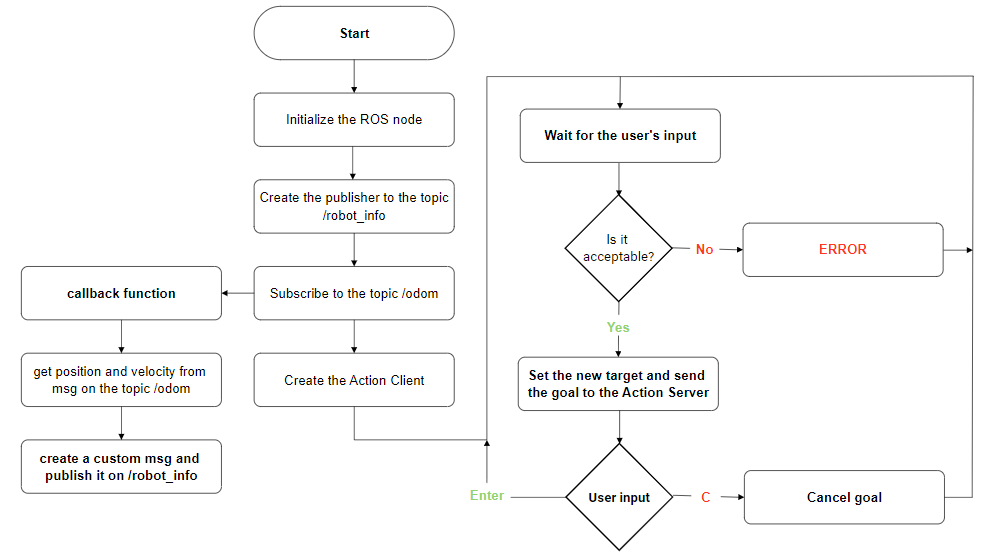 Start
Initialize the ROS node
Create the publisher to the topic
/robot_info
Subscribe to the topic /odom
callback function
get position and velocity from
msg on the topic /odom
create a custom msg and
publish it on /robot_info
Create the Action Client
Wait for the user's input
Is it
acceptable?
No
ERROR
Yes
Set the new target and send
the goal to the Action Server
User input
Enter
C
Cancel goal